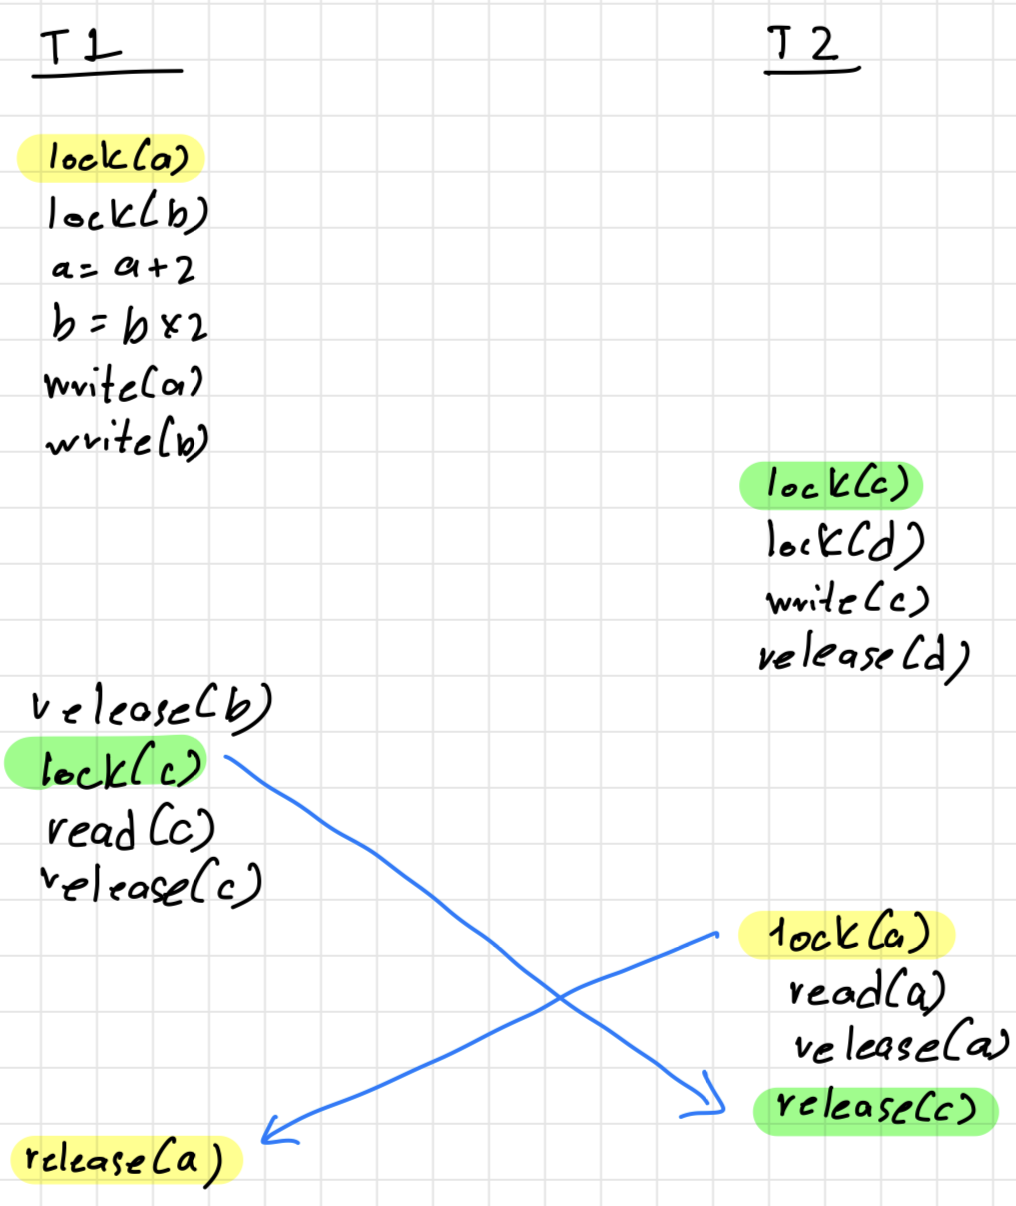 T1
T2
lock(a)
lock(b)
a = a+2
b = b×2
write(a)
write(b)
lock(c)
lock(d)
write(c)
release(d)
release(b)
lock(c)
read(c)
release(c)
lock(a)
read(a)
release(a)
release(c)
release(a)